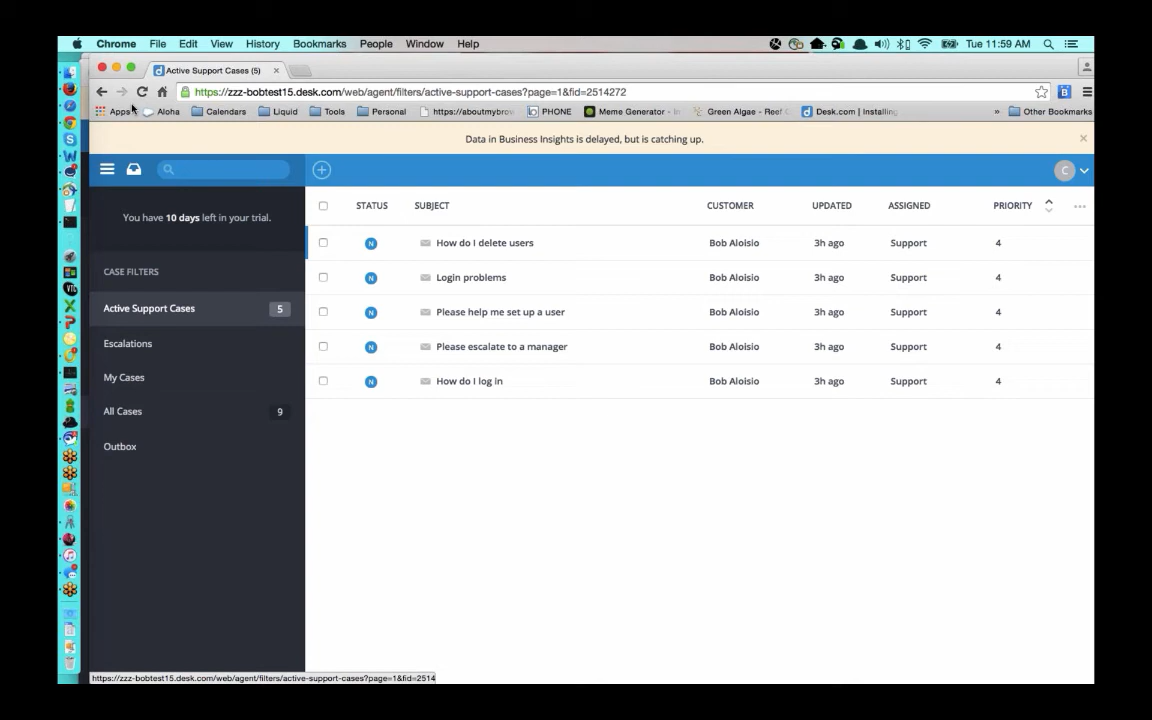 Chrome File Edit View History Bookmarks People Window Help Tue 11:59 AM
Active Support Cases (5)
https://zzz-bobtest15.desk.com/web/agent/filters/active-support-cases?page=1&fid=2514272
Apps Aloha Calendars Liquid Tools Personal https://aboutmybrow PHONE Meme Generator - I Green Algae - Reef C Desk.com | Installing » Other Bookmarks
Data in Business Insights is delayed, but is catching up.
C
You have 10 days left in your trial.
STATUS SUBJECT CUSTOMER UPDATED ASSIGNED PRIORITY
CASE FILTERS
Active Support Cases 5
Escalations
My Cases
All Cases 9
Outbox
N How do I delete users Bob Aloisio 3h ago Support 4
N Login problems Bob Aloisio 3h ago Support 4
N Please help me set up a user Bob Aloisio 3h ago Support 4
N Please escalate to a manager Bob Aloisio 3h ago Support 4
N How do I log in Bob Aloisio 3h ago Support 4
https://zzz-bobtest15.desk.com/web/agent/filters/active-support-cases?page=1&fid=2514